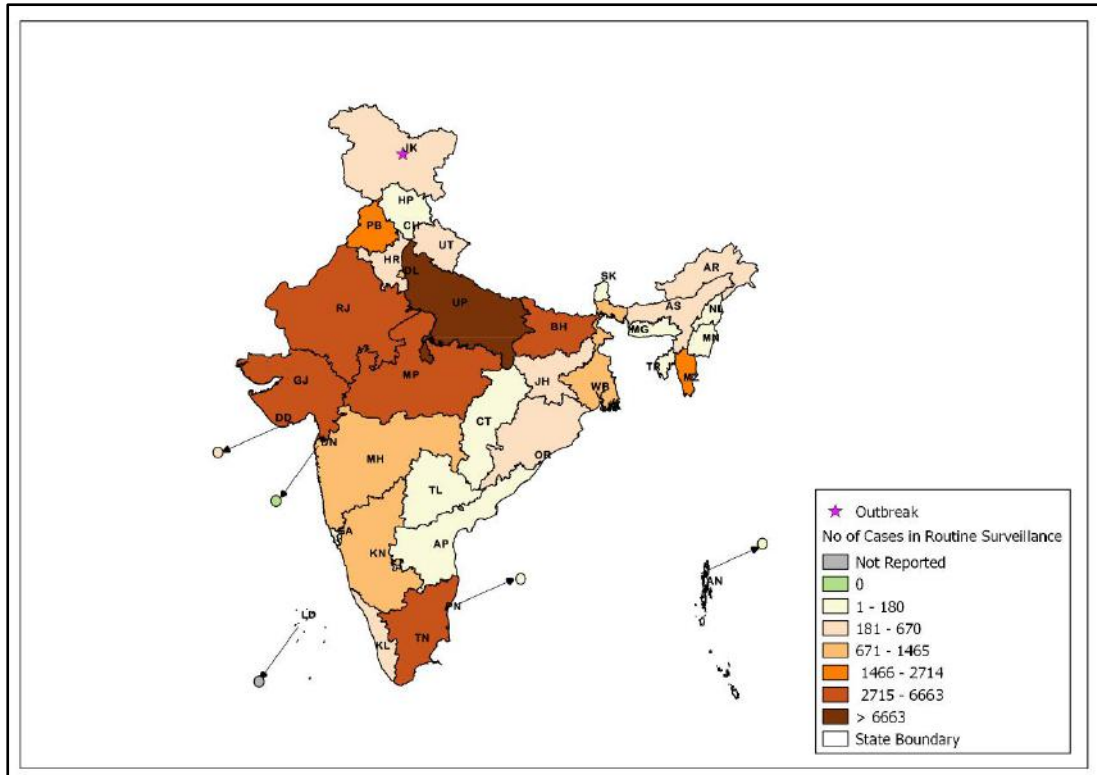 JK
HP
CH
PB
UT
HR
DL
SK
AR
RJ
UP
AS
NL
BH
MG
MN
GJ
MP
JH
TR
MZ
WB
DD
CT
DN
MH
OR
TL
AP
KN
AN
PN
LD
TN
KL
Outbreak
No of Cases in Routine Surveillance
Not Reported
0
1 - 180
181 - 670
671 - 1465
1466 - 2714
2715 - 6663
> 6663
State Boundary